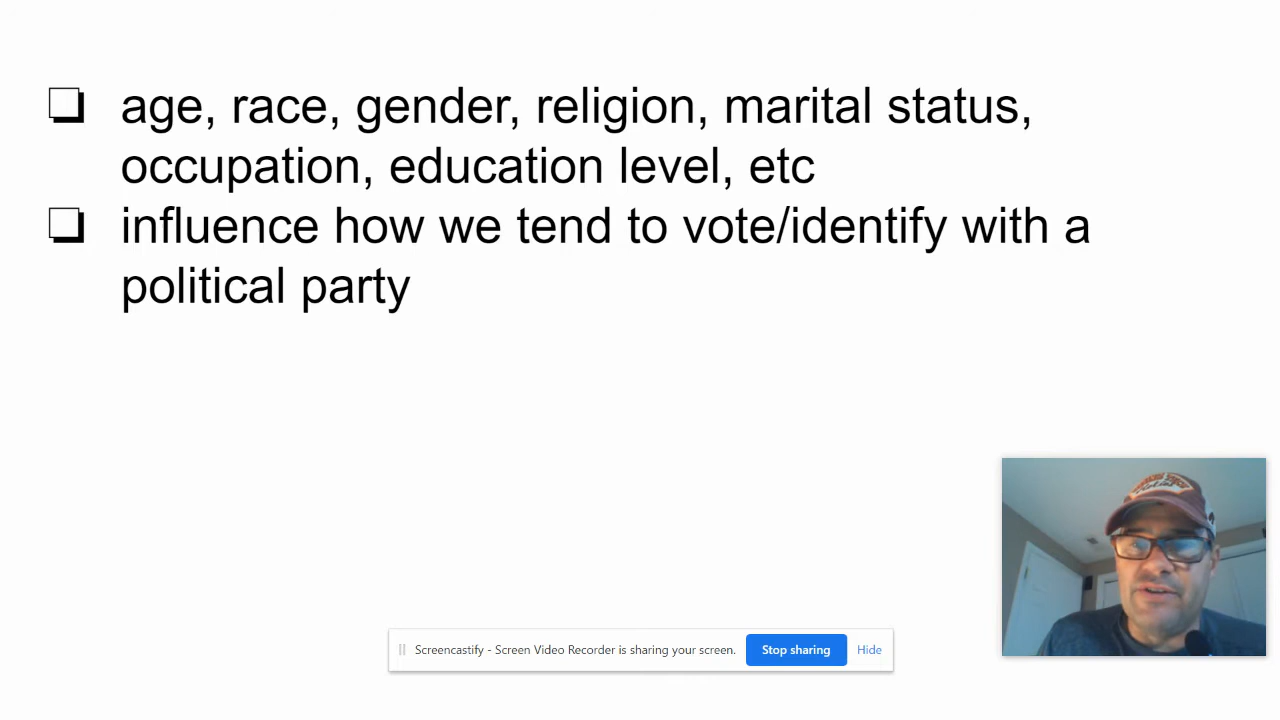 age, race, gender, religion, marital status,
occupation, education level, etc
influence how we tend to vote/identify with a
political party
Screencastify - Screen Video Recorder is sharing your screen. Stop sharing Hide